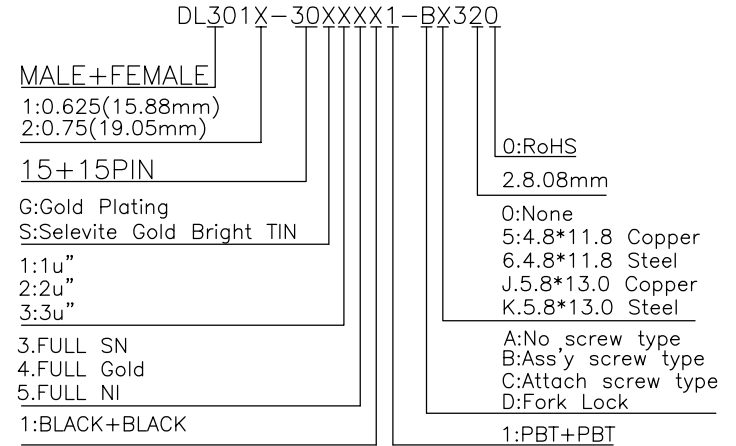 DL301X-30XXXX1-BX320
MALE+FEMALE
1:0.625(15.88mm)
2:0.75(19.05mm)
15+15PIN
G:Gold Plating
S:Selevite Gold Bright TIN
1:1u"
2:2u"
3:3u"
3.FULL SN
4.FULL Gold
5.FULL NI
1:BLACK+BLACK
0:RoHS
2.8.08mm
0:None
5:4.8*11.8 Copper
6.4.8*11.8 Steel
J.5.8*13.0 Copper
K.5.8*13.0 Steel
A:No screw type
B:Ass'y screw type
C:Attach screw type
D:Fork Lock
1:PBT+PBT